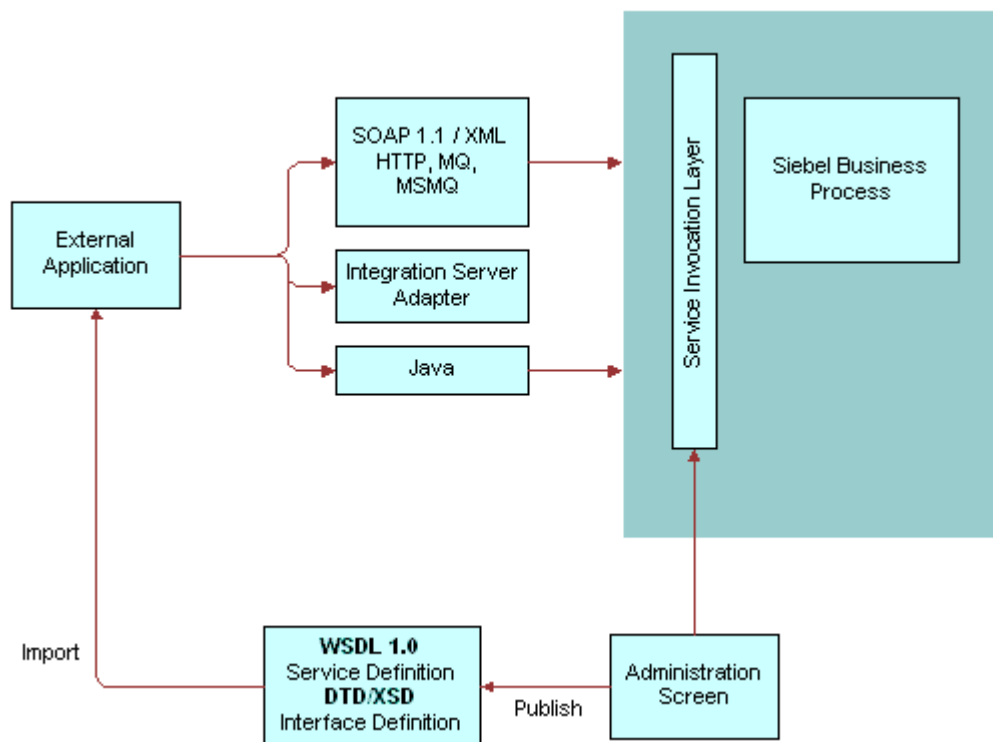 SOAP 1.1 / XML
HTTP, MQ,
MSMQ
Service Invocation Layer
Siebel Business
Process
External
Application
Integration Server
Adapter
Java
Import
WSDL 1.0
Service Definition
DTD/XSD
Interface Definition
Publish
Administration
Screen